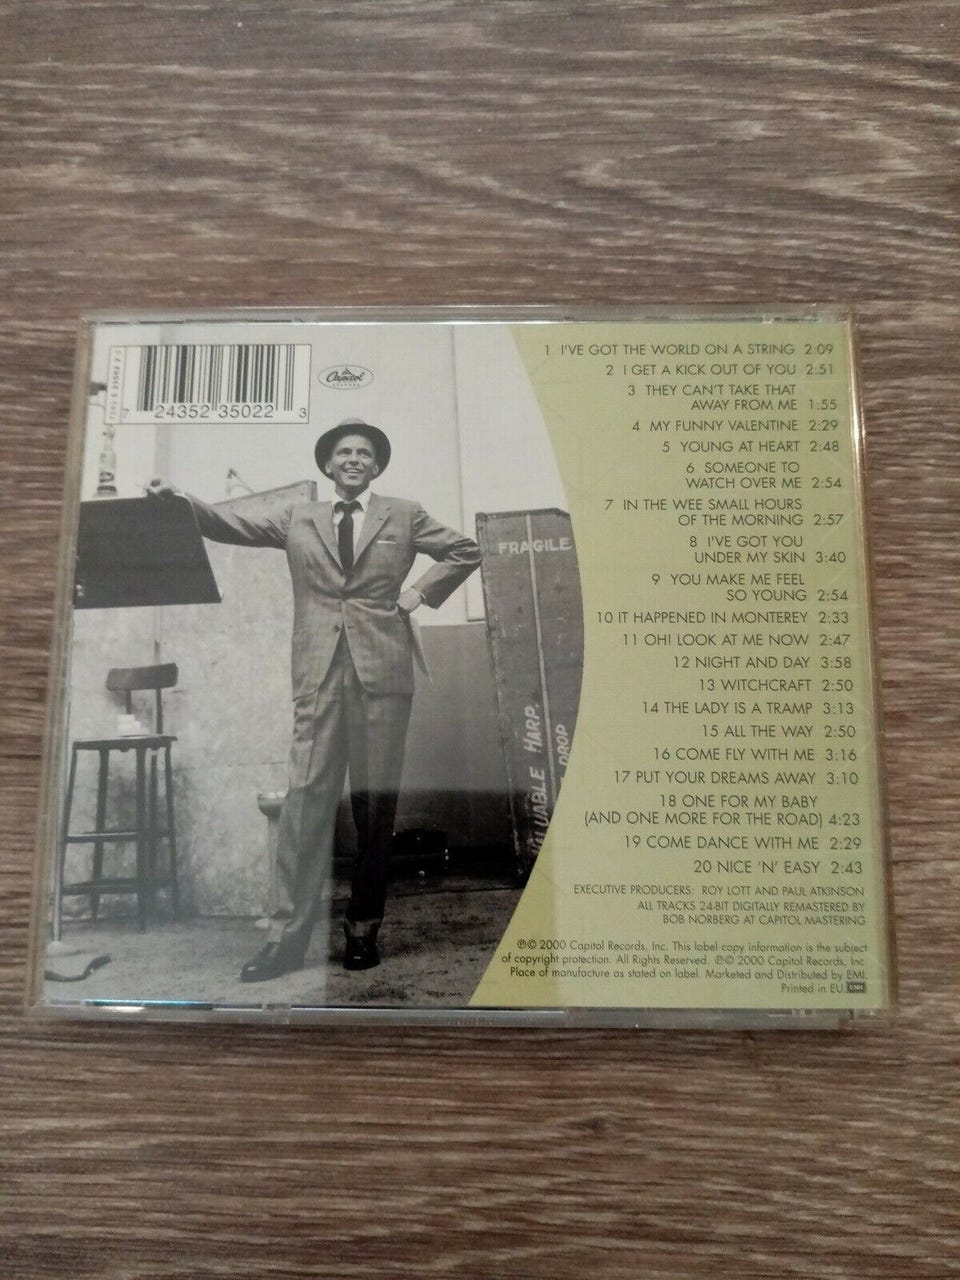 7243 5 23502 2 3
7 24352 35022 3
Capitol
RECORDS
FRAGILE
VALUABLE HARP.
DROP
1 I'VE GOT THE WORLD ON A STRING 2:09
2 I GET A KICK OUT OF YOU 2:51
3 THEY CAN'T TAKE THAT
AWAY FROM ME 1:55
4 MY FUNNY VALENTINE 2:29
5 YOUNG AT HEART 2:48
6 SOMEONE TO
WATCH OVER ME 2:54
7 IN THE WEE SMALL HOURS
OF THE MORNING 2:57
8 I'VE GOT YOU
UNDER MY SKIN 3:40
9 YOU MAKE ME FEEL
SO YOUNG 2:54
10 IT HAPPENED IN MONTEREY 2:33
11 OH! LOOK AT ME NOW 2:47
12 NIGHT AND DAY 3:58
13 WITCHCRAFT 2:50
14 THE LADY IS A TRAMP 3:13
15 ALL THE WAY 2:50
16 COME FLY WITH ME 3:16
17 PUT YOUR DREAMS AWAY 3:10
18 ONE FOR MY BABY
(AND ONE MORE FOR THE ROAD) 4:23
19 COME DANCE WITH ME 2:29
20 NICE 'N' EASY 2:43
EXECUTIVE PRODUCERS: ROY LOTT AND PAUL ATKINSON
ALL TRACKS 24-BIT DIGITALLY REMASTERED BY
BOB NORBERG AT CAPITOL MASTERING
℗© 2000 Capitol Records, Inc. This label copy information is the subject
of copyright protection. All Rights Reserved. ℗© 2000 Capitol Records, Inc
Place of manufacture as stated on label. Marketed and Distributed by EMI.
Printed in EU EMI